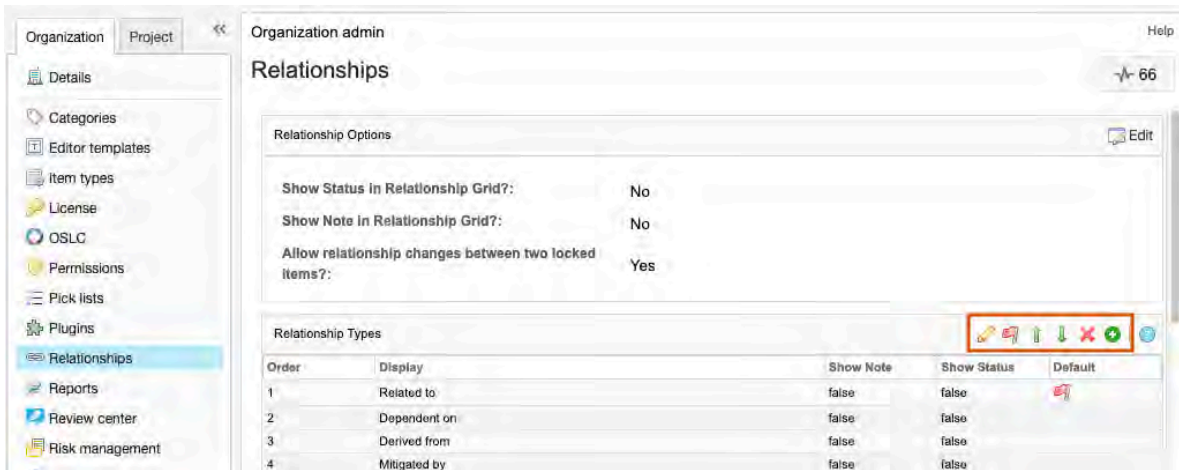 Organization
Project
Details
Categories
Editor templates
Item types
License
OSLC
Permissions
Pick lists
Plugins
Relationships
Reports
Review center
Risk management
Organization admin
Help
Relationships
66
Relationship Options
Edit
Show Status in Relationship Grid?: No
Show Note in Relationship Grid?: No
Allow relationship changes between two locked
items?: Yes
Relationship Types
Order Display Show Note Show Status Default
1 Related to false false
2 Dependent on false false
3 Derived from false false
4 Mitigated by false false